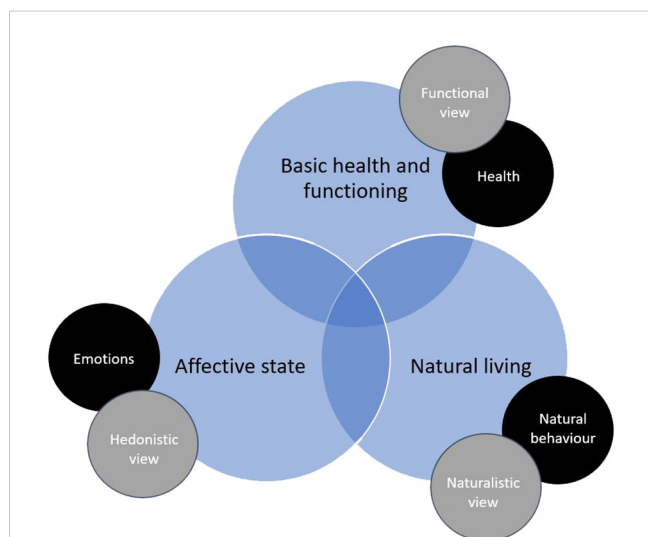 Functional
view
Basic health and
functioning
Health
Emotions
Affective state
Natural living
Hedonistic
view
Natural
behaviour
Naturalistic
view